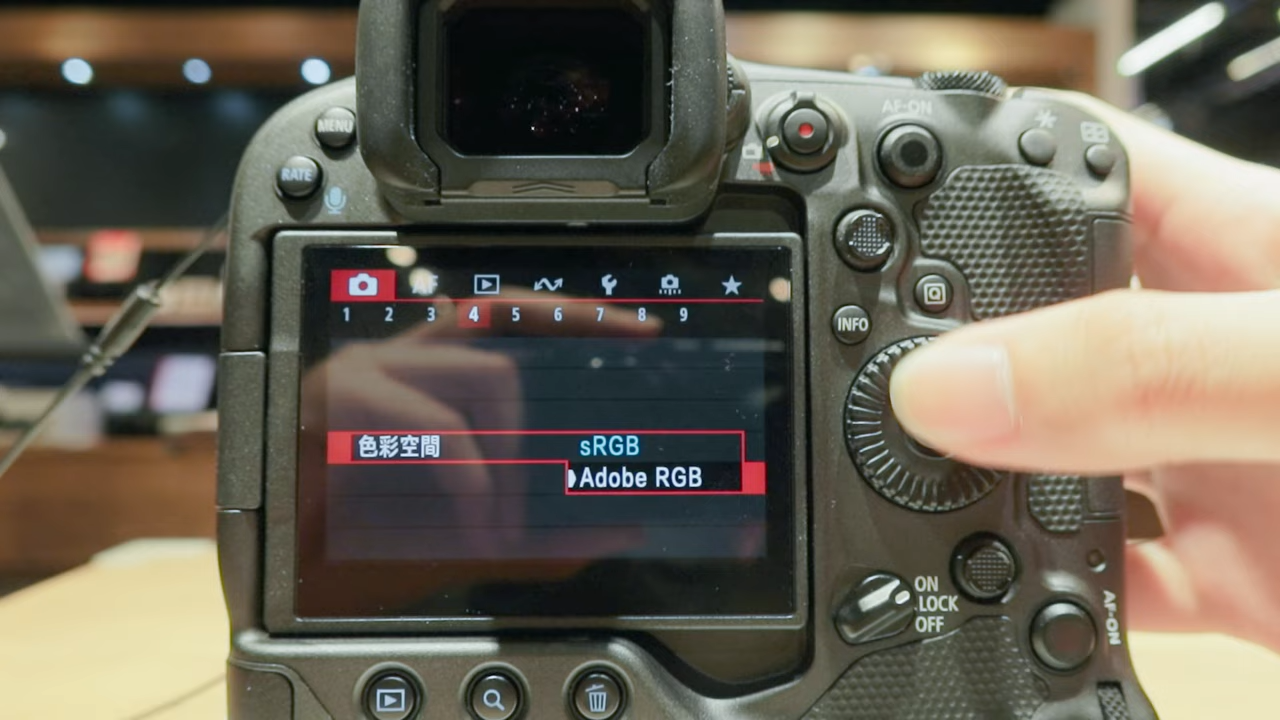 MENU
RATE
AF-ON
AF
1 2 3 4 5 6 7 8 9
INFO
Q
色彩空間 sRGB
Adobe RGB
ON
LOCK
OFF
AF-ON